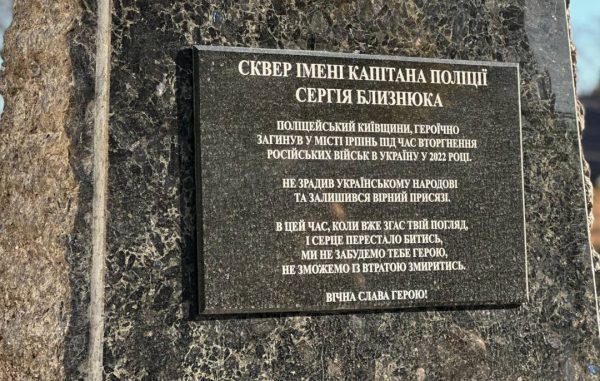 СКВЕР ІМЕНІ КАПІТАНА ПОЛІЦІЇ
СЕРГІЯ БЛИЗНЮКА
ПОЛІЦЕЙСЬКИЙ КИЇВЩИНИ, ГЕРОЇЧНО
ЗАГИНУВ У МІСТІ ІРПІНЬ ПІД ЧАС ВТОРГНЕННЯ
РОСІЙСЬКИХ ВІЙСЬК В УКРАЇНУ У 2022 РОЦІ.
НЕ ЗРАДИВ УКРАЇНСЬКОМУ НАРОДОВІ
ТА ЗАЛИШИВСЯ ВІРНИЙ ПРИСЯЗІ.
В ЦЕЙ ЧАС, КОЛИ ВЖЕ ЗГАС ТВІЙ ПОГЛЯД,
І СЕРЦЕ ПЕРЕСТАЛО БИТИСЬ,
МИ НЕ ЗАБУДЕМО ТЕБЕ ГЕРОЮ,
НЕ ЗМОЖЕМО ІЗ ВТРАТОЮ ЗМИРИТИСЬ.
ВІЧНА СЛАВА ГЕРОЮ!